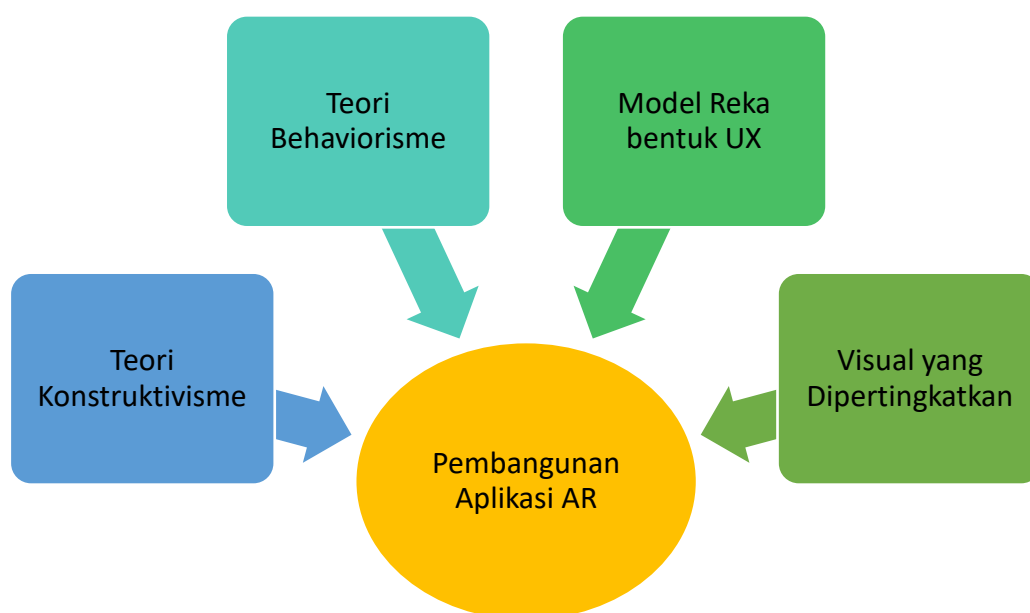 Teori
Behaviorisme
Model Reka
bentuk UX
Teori
Konstruktivisme
Visual yang
Dipertingkatkan
Pembangunan
Aplikasi AR